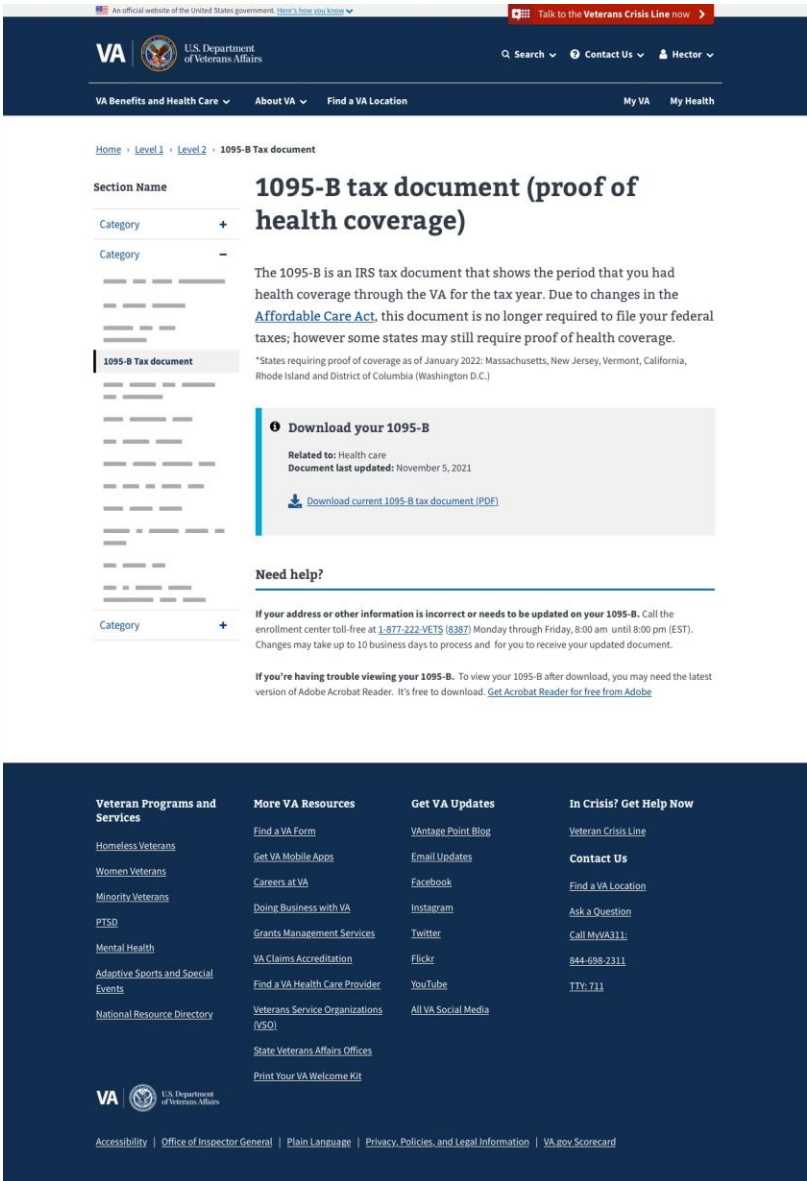 An official website of the United States government. Here's how you know
Talk to the Veterans Crisis Line now
VA
U.S. Department
of Veterans Affairs
Search
Contact Us
Hector
VA Benefits and Health Care
About VA
Find a VA Location
My VA
My Health
Home › Level 1 › Level 2 › 1095-B Tax document
Section Name
Category +
Category –
1095-B Tax document
Category +
1095-B tax document (proof of
health coverage)
The 1095-B is an IRS tax document that shows the period that you had
health coverage through the VA for the tax year. Due to changes in the
Affordable Care Act, this document is no longer required to file your federal
taxes; however some states may still require proof of health coverage.
*States requiring proof of coverage as of January 2022: Massachusetts, New Jersey, Vermont, California,
Rhode Island and District of Columbia (Washington D.C.)
Download your 1095-B
Related to: Health care
Document last updated: November 5, 2021
Download current 1095-B tax document (PDF)
Need help?
If your address or other information is incorrect or needs to be updated on your 1095-B. Call the
enrollment center toll-free at 1-877-222-VETS (8387) Monday through Friday, 8:00 am until 8:00 pm (EST).
Changes may take up to 10 business days to process and for you to receive your updated document.
If you're having trouble viewing your 1095-B. To view your 1095-B after download, you may need the latest
version of Adobe Acrobat Reader. It's free to download. Get Acrobat Reader for free from Adobe
Veteran Programs and
Services
Homeless Veterans
Women Veterans
Minority Veterans
PTSD
Mental Health
Adaptive Sports and Special
Events
National Resource Directory
More VA Resources
Find a VA Form
Get VA Mobile Apps
Careers at VA
Doing Business with VA
Grants Management Services
VA Claims Accreditation
Find a VA Health Care Provider
Veterans Service Organizations
(VSO)
State Veterans Affairs Offices
Print Your VA Welcome Kit
Get VA Updates
VAntage Point Blog
Email Updates
Facebook
Instagram
Twitter
Flickr
YouTube
All VA Social Media
In Crisis? Get Help Now
Veteran Crisis Line
Contact Us
Find a VA Location
Ask a Question
Call MyVA311:
844-698-2311
TTY: 711
VA
U.S. Department
of Veterans Affairs
Accessibility | Office of Inspector General | Plain Language | Privacy, Policies, and Legal Information | VA.gov Scorecard